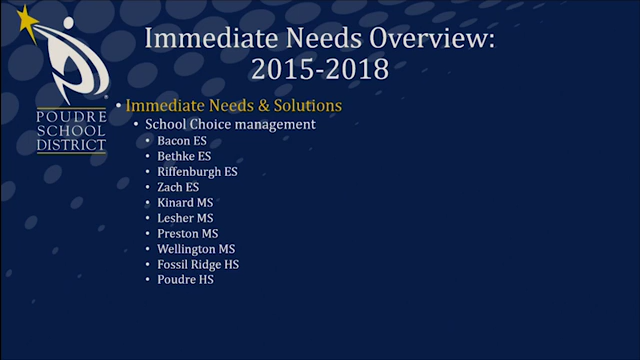 Immediate Needs Overview:
2015-2018
POUDRE
SCHOOL
DISTRICT
• Immediate Needs & Solutions
• School Choice management
• Bacon ES
• Bethke ES
• Riffenburgh ES
• Zach ES
• Kinard MS
• Lesher MS
• Preston MS
• Wellington MS
• Fossil Ridge HS
• Poudre HS